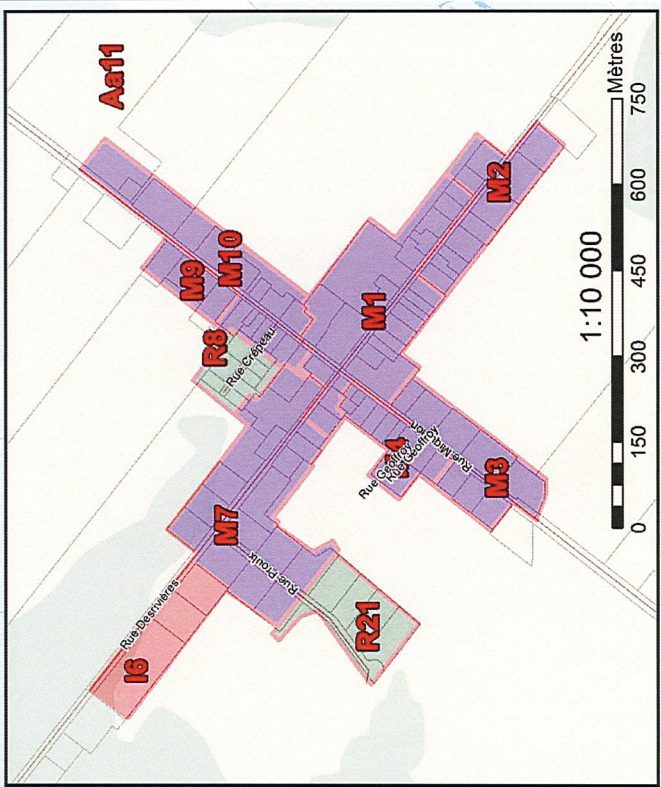 Aa11
M9
M10
R8
Rue Crépeau
M1
M2
Rue Geoffroy
Rue Geoffroy
M3
M7
Rue Proulx
R21
Rue Desrivières
I6
1:10 000
0 150 300 450 600 750
Mètres